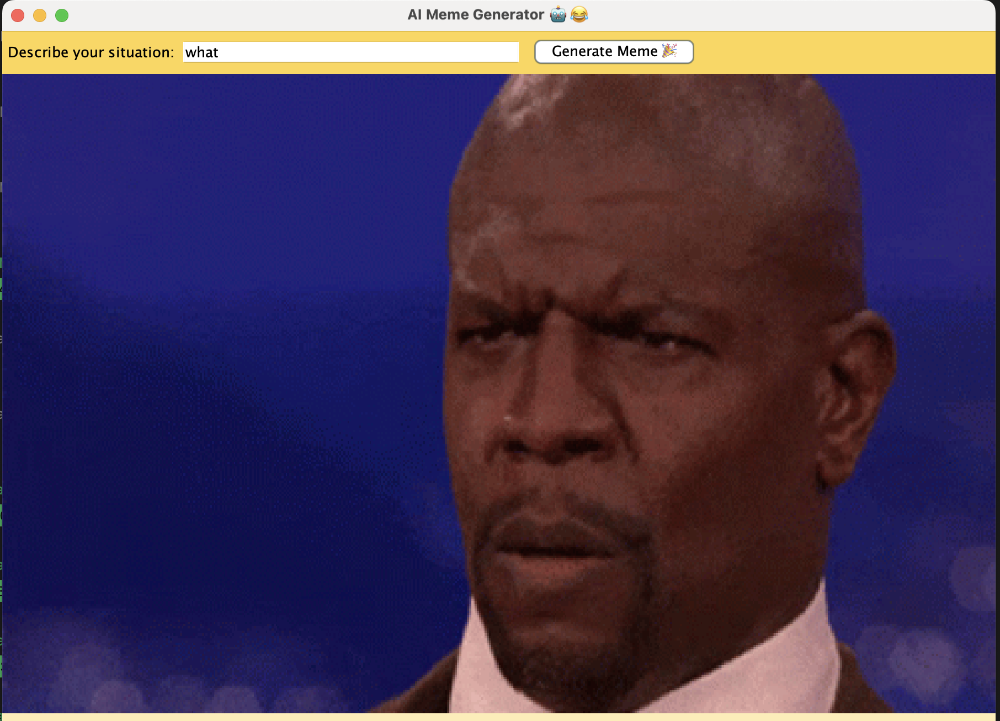 AI Meme Generator 🤖😂
Describe your situation: what Generate Meme 🎉